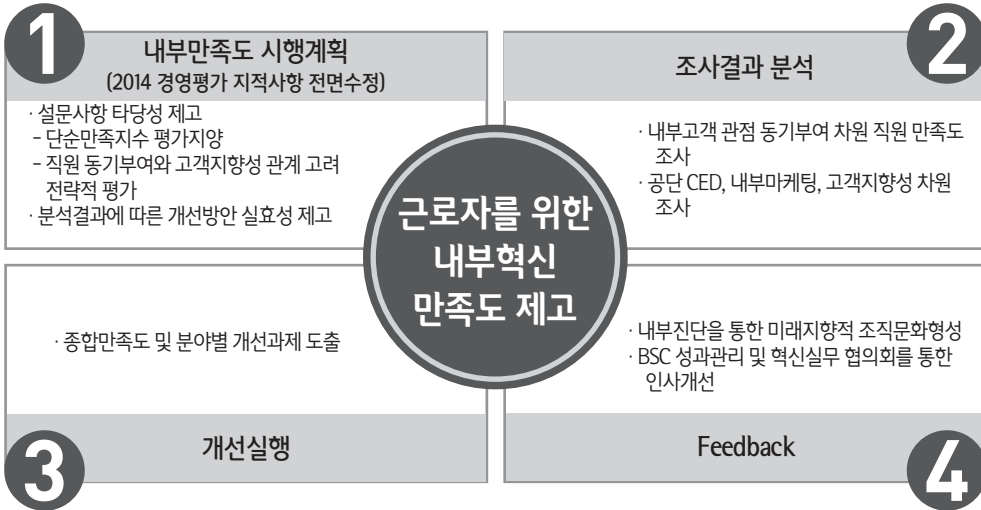 1
내부만족도 시행계획
(2014 경영평가 지적사항 전면수정)
· 설문사항 타당성 제고
- 단순만족지수 평가지양
- 직원 동기부여와 고객지향성 관계 고려
전략적 평가
· 분석결과에 따른 개선방안 실효성 제고
2
조사결과 분석
· 내부고객 관점 동기부여 차원 직원 만족도
조사
· 공단 CED, 내부마케팅, 고객지향성 차원
조사
근로자를 위한
내부혁신
만족도 제고
· 종합만족도 및 분야별 개선과제 도출
개선실행
3
· 내부진단을 통한 미래지향적 조직문화형성
· BSC 성과관리 및 혁신실무 협의회를 통한
인사개선
Feedback
4